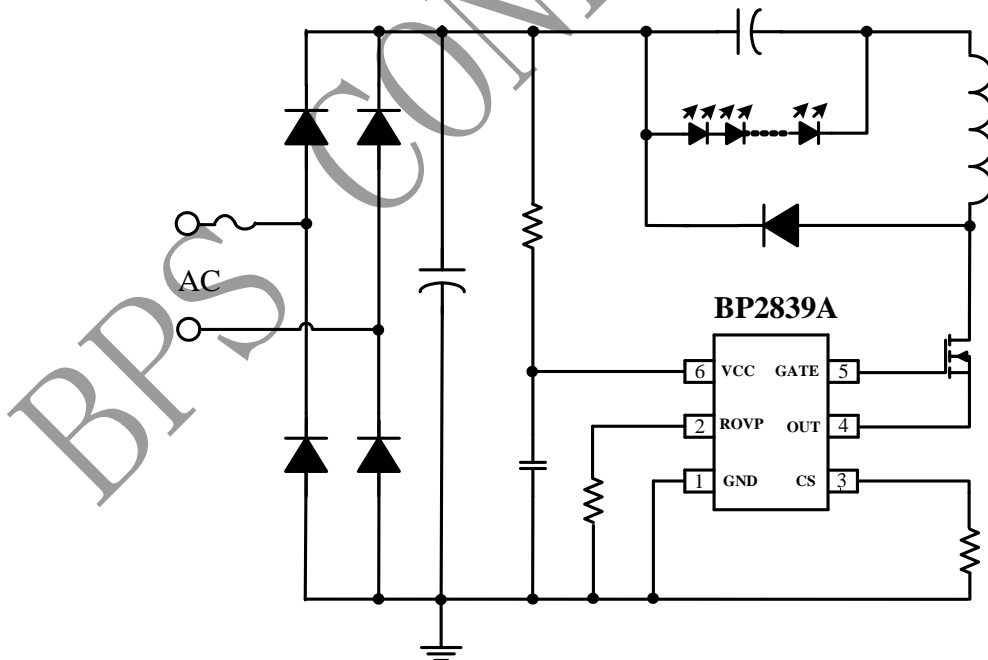 BPS CON
AC
BP2839A
6 VCC GATE 5
2 ROVP OUT 4
1 GND CS 3